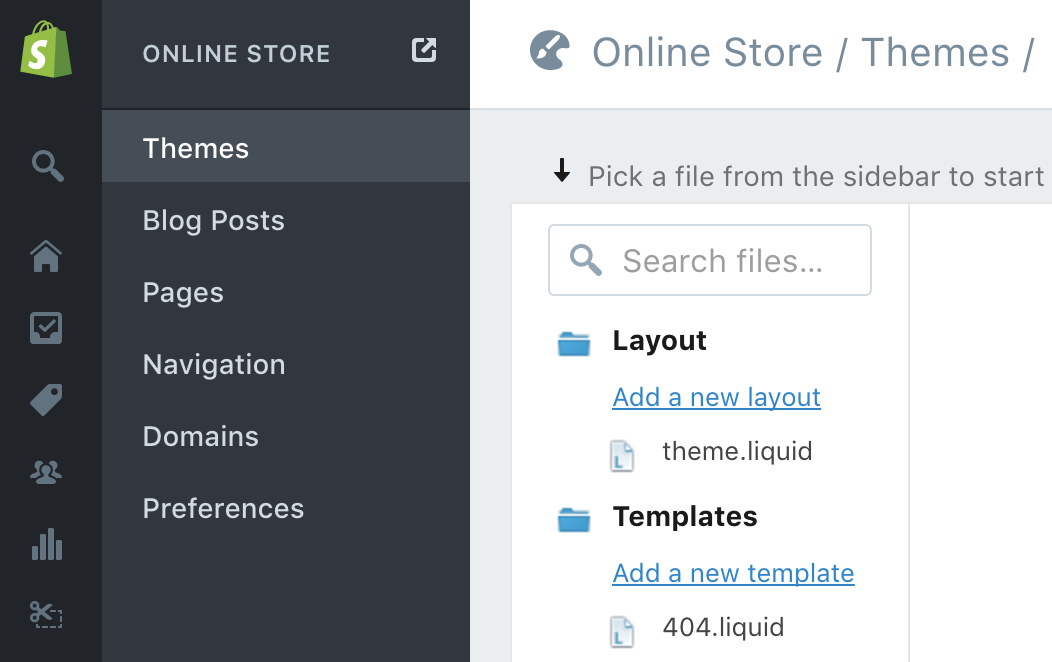 ONLINE STORE
Themes
Blog Posts
Pages
Navigation
Domains
Preferences
Online Store / Themes /
Pick a file from the sidebar to start
Search files...
Layout
Add a new layout
theme.liquid
Templates
Add a new template
404.liquid